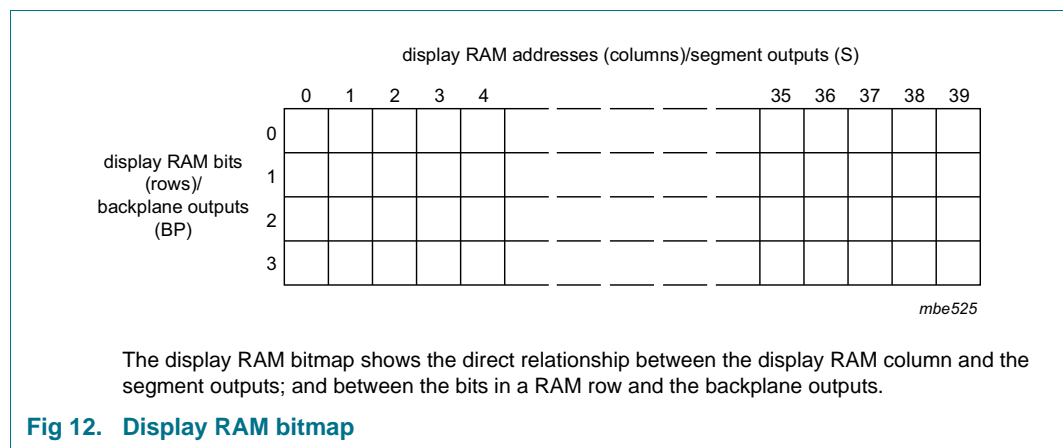 display RAM addresses (columns)/segment outputs (S)
0 1 2 3 4 35 36 37 38 39
0
display RAM bits
1
(rows)/
backplane outputs
2
(BP)
3
mbe525
The display RAM bitmap shows the direct relationship between the display RAM column and the
segment outputs; and between the bits in a RAM row and the backplane outputs.
Fig 12. Display RAM bitmap